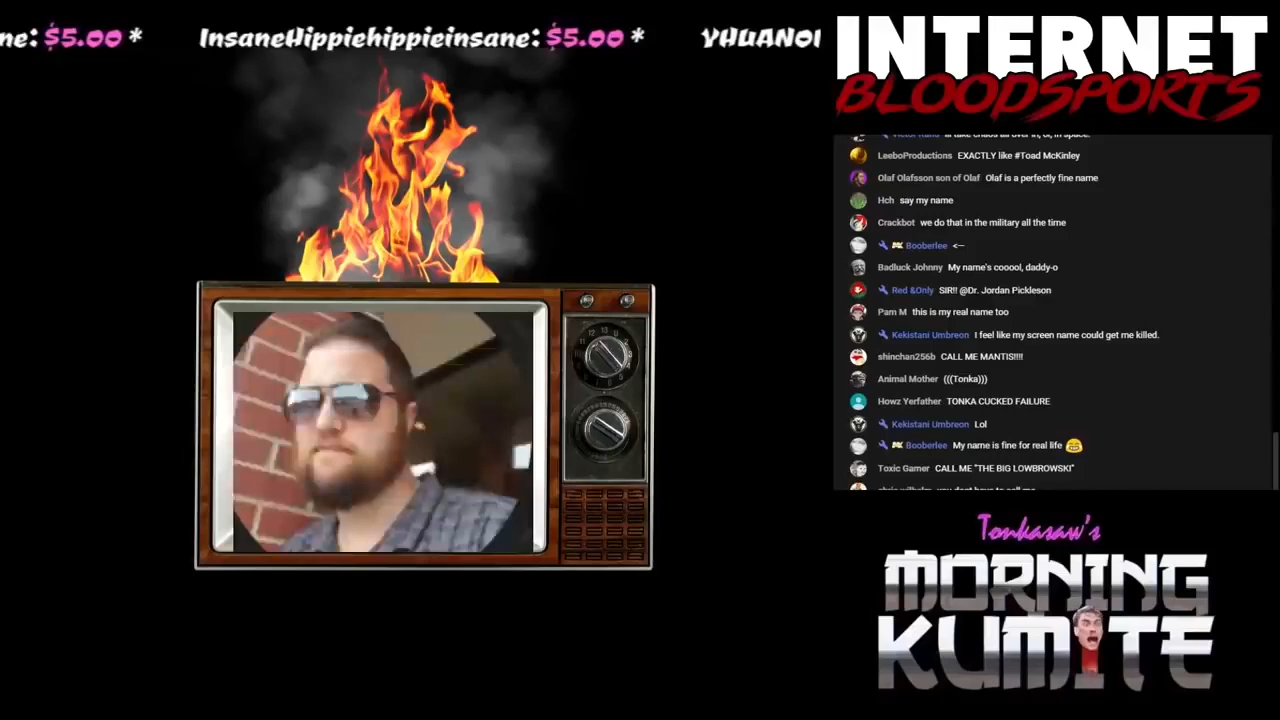 ne: $5.00 *
InsaneHippiehippieinsane: $5.00 *
INTERNET
BLOODSPORTS
LeeboProductions EXACTLY like #Toad McKinley
Olaf Olafsson son of Olaf Olaf is a perfectly fine name
Hch say my name
Crackbot we do that in the military all the time
Booberlee <--
Badluck Johnny My name's cooool, daddy-o
Red &Only SIR!! @Dr. Jordan Pickleson
Pam M this is my real name too
Kekistani Umbreon I feel like my screen name could get me killed.
shinchan256b CALL ME MANTIS!!!!
Animal Mother (((Tonka)))
Howz Yerfather TONKA CUCKED FAILURE
Kekistani Umbreon Lol
Booberlee My name is fine for real life 😂
Toxic Gamer CALL ME "THE BIG LOWBROWSKI"
Tonkasaw's
MORNING
KUMITE